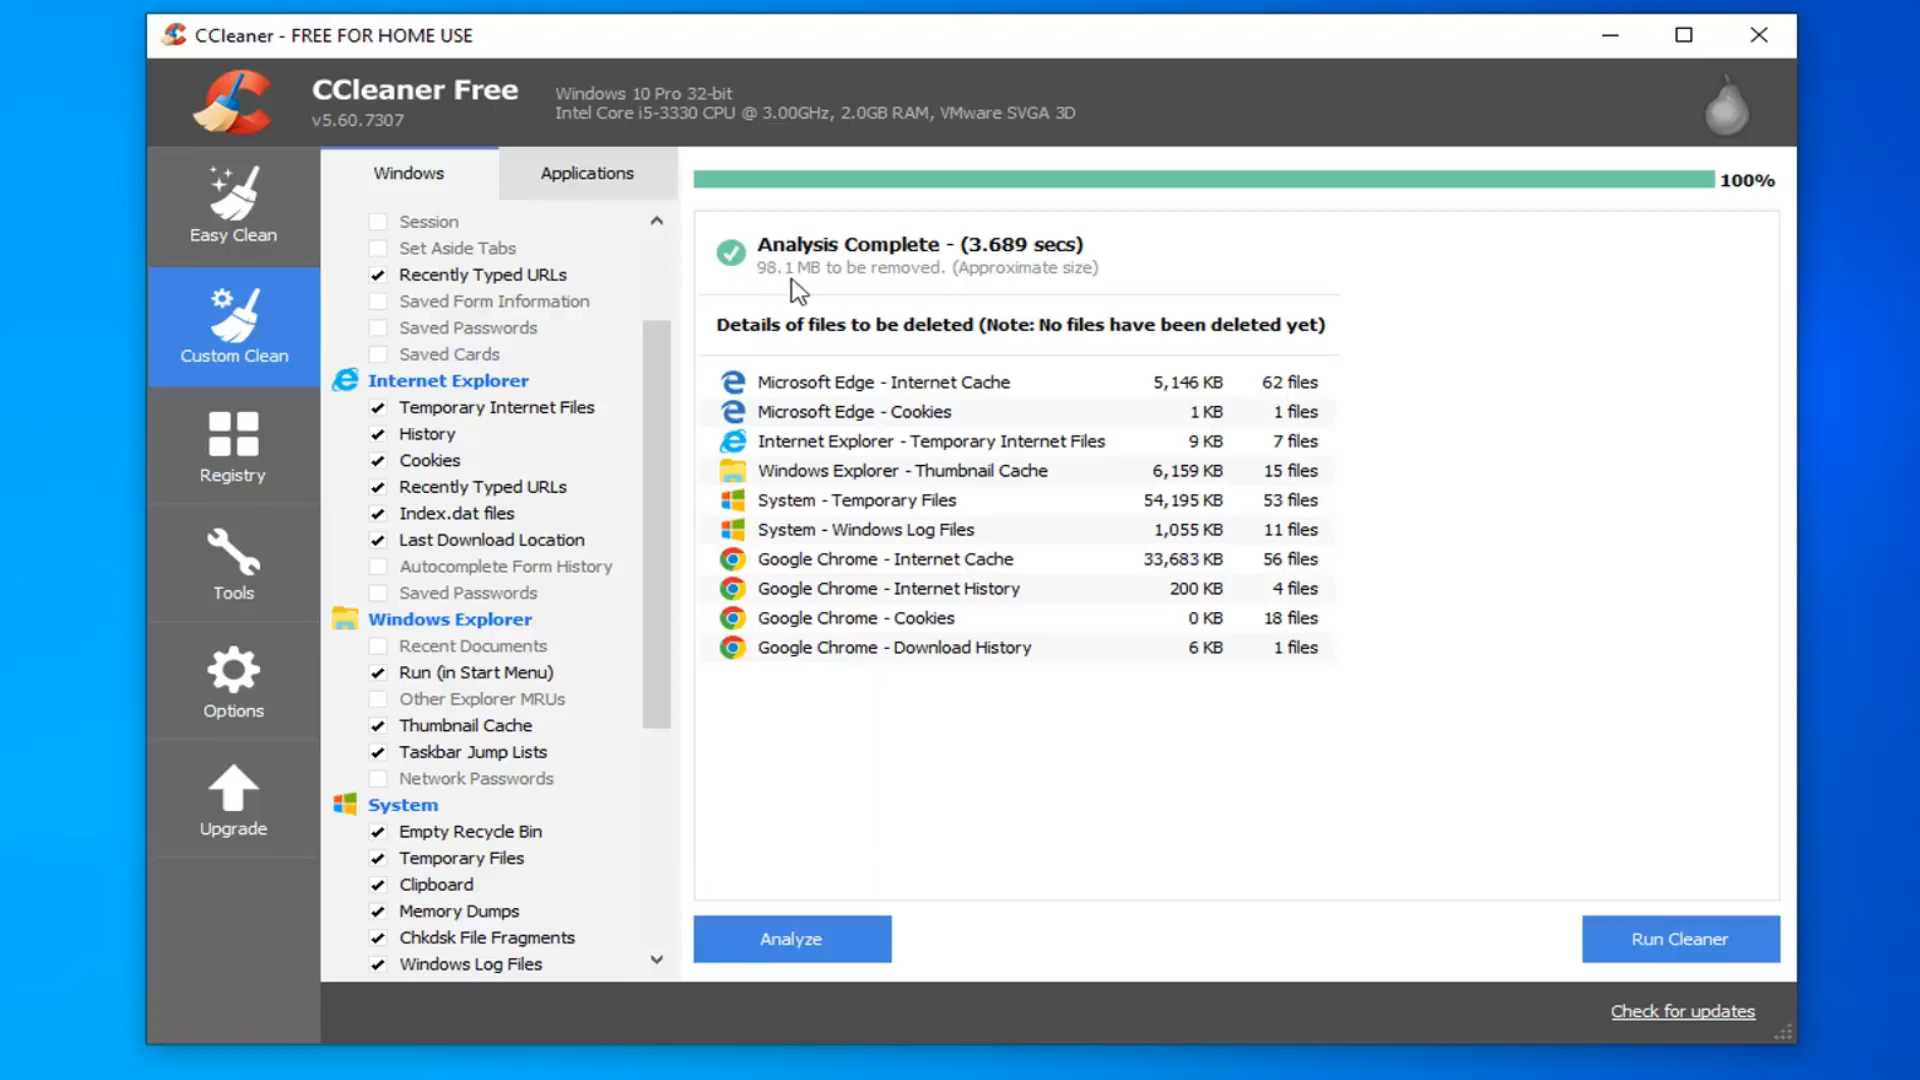 CCleaner - FREE FOR HOME USE
CCleaner Free
v5.60.7307
Windows 10 Pro 32-bit
Intel Core i5-3330 CPU @ 3.00GHz, 2.0GB RAM, VMware SVGA 3D
Easy Clean
Custom Clean
Registry
Tools
Options
Upgrade
Windows
Applications
Session
Set Aside Tabs
Recently Typed URLs
Saved Form Information
Saved Passwords
Saved Cards
Internet Explorer
Temporary Internet Files
History
Cookies
Recently Typed URLs
Index.dat files
Last Download Location
Autocomplete Form History
Saved Passwords
Windows Explorer
Recent Documents
Run (in Start Menu)
Other Explorer MRUs
Thumbnail Cache
Taskbar Jump Lists
Network Passwords
System
Empty Recycle Bin
Temporary Files
Clipboard
Memory Dumps
Chkdsk File Fragments
Windows Log Files
100%
Analysis Complete - (3.689 secs)
98.1 MB to be removed. (Approximate size)
Details of files to be deleted (Note: No files have been deleted yet)
Microsoft Edge - Internet Cache 5,146 KB 62 files
Microsoft Edge - Cookies 1 KB 1 files
Internet Explorer - Temporary Internet Files 9 KB 7 files
Windows Explorer - Thumbnail Cache 6,159 KB 15 files
System - Temporary Files 54,195 KB 53 files
System - Windows Log Files 1,055 KB 11 files
Google Chrome - Internet Cache 33,683 KB 56 files
Google Chrome - Internet History 200 KB 4 files
Google Chrome - Cookies 0 KB 18 files
Google Chrome - Download History 6 KB 1 files
Analyze
Run Cleaner
Check for updates